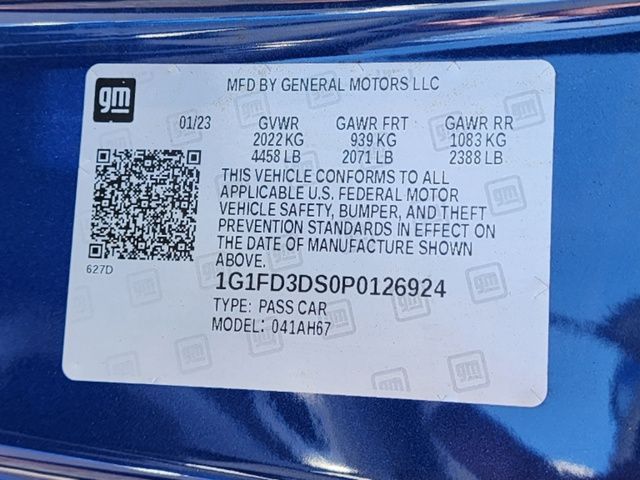 gm
MFD BY GENERAL MOTORS LLC
01/23 GVWR GAWR FRT GAWR RR
2022 KG 939 KG 1083 KG
4458 LB 2071 LB 2388 LB
THIS VEHICLE CONFORMS TO ALL
APPLICABLE U.S. FEDERAL MOTOR
VEHICLE SAFETY, BUMPER, AND THEFT
PREVENTION STANDARDS IN EFFECT ON
THE DATE OF MANUFACTURE SHOWN
ABOVE.
627D
1G1FD3DS0P0126924
TYPE: PASS CAR
MODEL: 041AH67